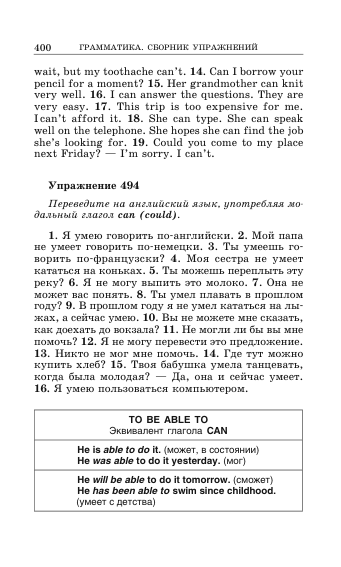 400 ГРАММАТИКА. СБОРНИК УПРАЖНЕНИЙ
wait, but my toothache can't. 14. Can I borrow your
pencil for a moment? 15. Her grandmother can knit
very well. 16. I can answer the questions. They are
very easy. 17. This trip is too expensive for me.
I can't afford it. 18. She can type. She can speak
well on the telephone. She hopes she can find the job
she's looking for. 19. Could you come to my place
next Friday? — I'm sorry. I can't.
Упражнение 494
Переведите на английский язык, употребляя мо-
дальный глагол can (could).
1. Я умею говорить по-английски. 2. Мой папа
не умеет говорить по-немецки. 3. Ты умеешь го-
ворить по-французски? 4. Моя сестра не умеет
кататься на коньках. 5. Ты можешь переплыть эту
реку? 6. Я не могу выпить это молоко. 7. Она не
может вас понять. 8. Ты умел плавать в прошлом
году? 9. В прошлом году я не умел кататься на лы-
жах, а сейчас умею. 10. Вы не можете мне сказать,
как доехать до вокзала? 11. Не могли ли бы вы мне
помочь? 12. Я не могу перевести это предложение.
13. Никто не мог мне помочь. 14. Где тут можно
купить хлеб? 15. Твоя бабушка умела танцевать,
когда была молодая? — Да, она и сейчас умеет.
16. Я умею пользоваться компьютером.
TO BE ABLE TO
Эквивалент глагола CAN
He is able to do it. (может, в состоянии)
He was able to do it yesterday. (мог)
He will be able to do it tomorrow. (сможет)
He has been able to swim since childhood.
(умеет с детства)